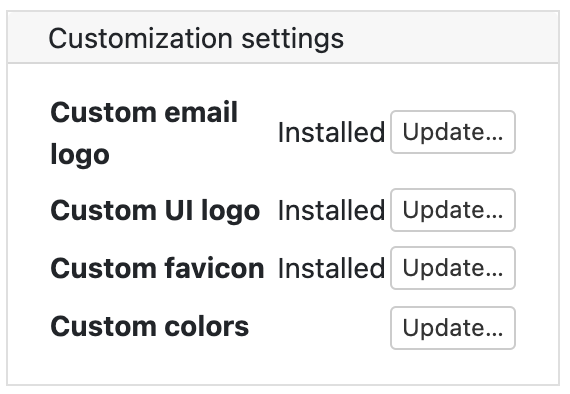 Customization settings
Custom email
logo
Installed Update...
Custom UI logo Installed Update...
Custom favicon Installed Update...
Custom colors Update...